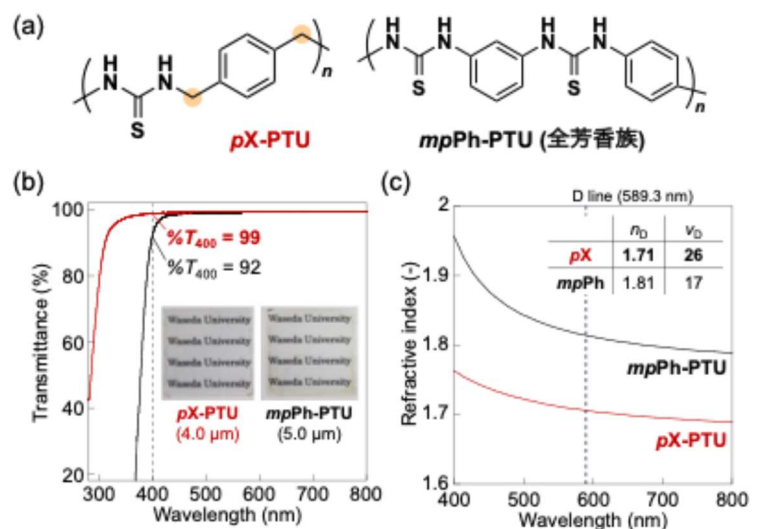 (a)
H
N
H
N
S
n
pX-PTU
H
N
H
N
S
H
N
H
N
S
n
mpPh-PTU (全芳香族)
(b)
Transmittance (%)
100
80
60
40
20
%T400 = 99
%T400 = 92
Waseda University
Waseda University
Waseda University
Waseda University
Waseda University
Waseda University
Waseda University
Waseda University
pX-PTU
(4.0 μm)
mpPh-PTU
(5.0 μm)
300 400 500 600 700 800
Wavelength (nm)
(c)
D line (589.3 nm)
Refractive index (-)
2
1.9
1.8
1.7
1.6
nD νD
pX 1.71 26
mpPh 1.81 17
mpPh-PTU
pX-PTU
400 500 600 700 800
Wavelength (nm)